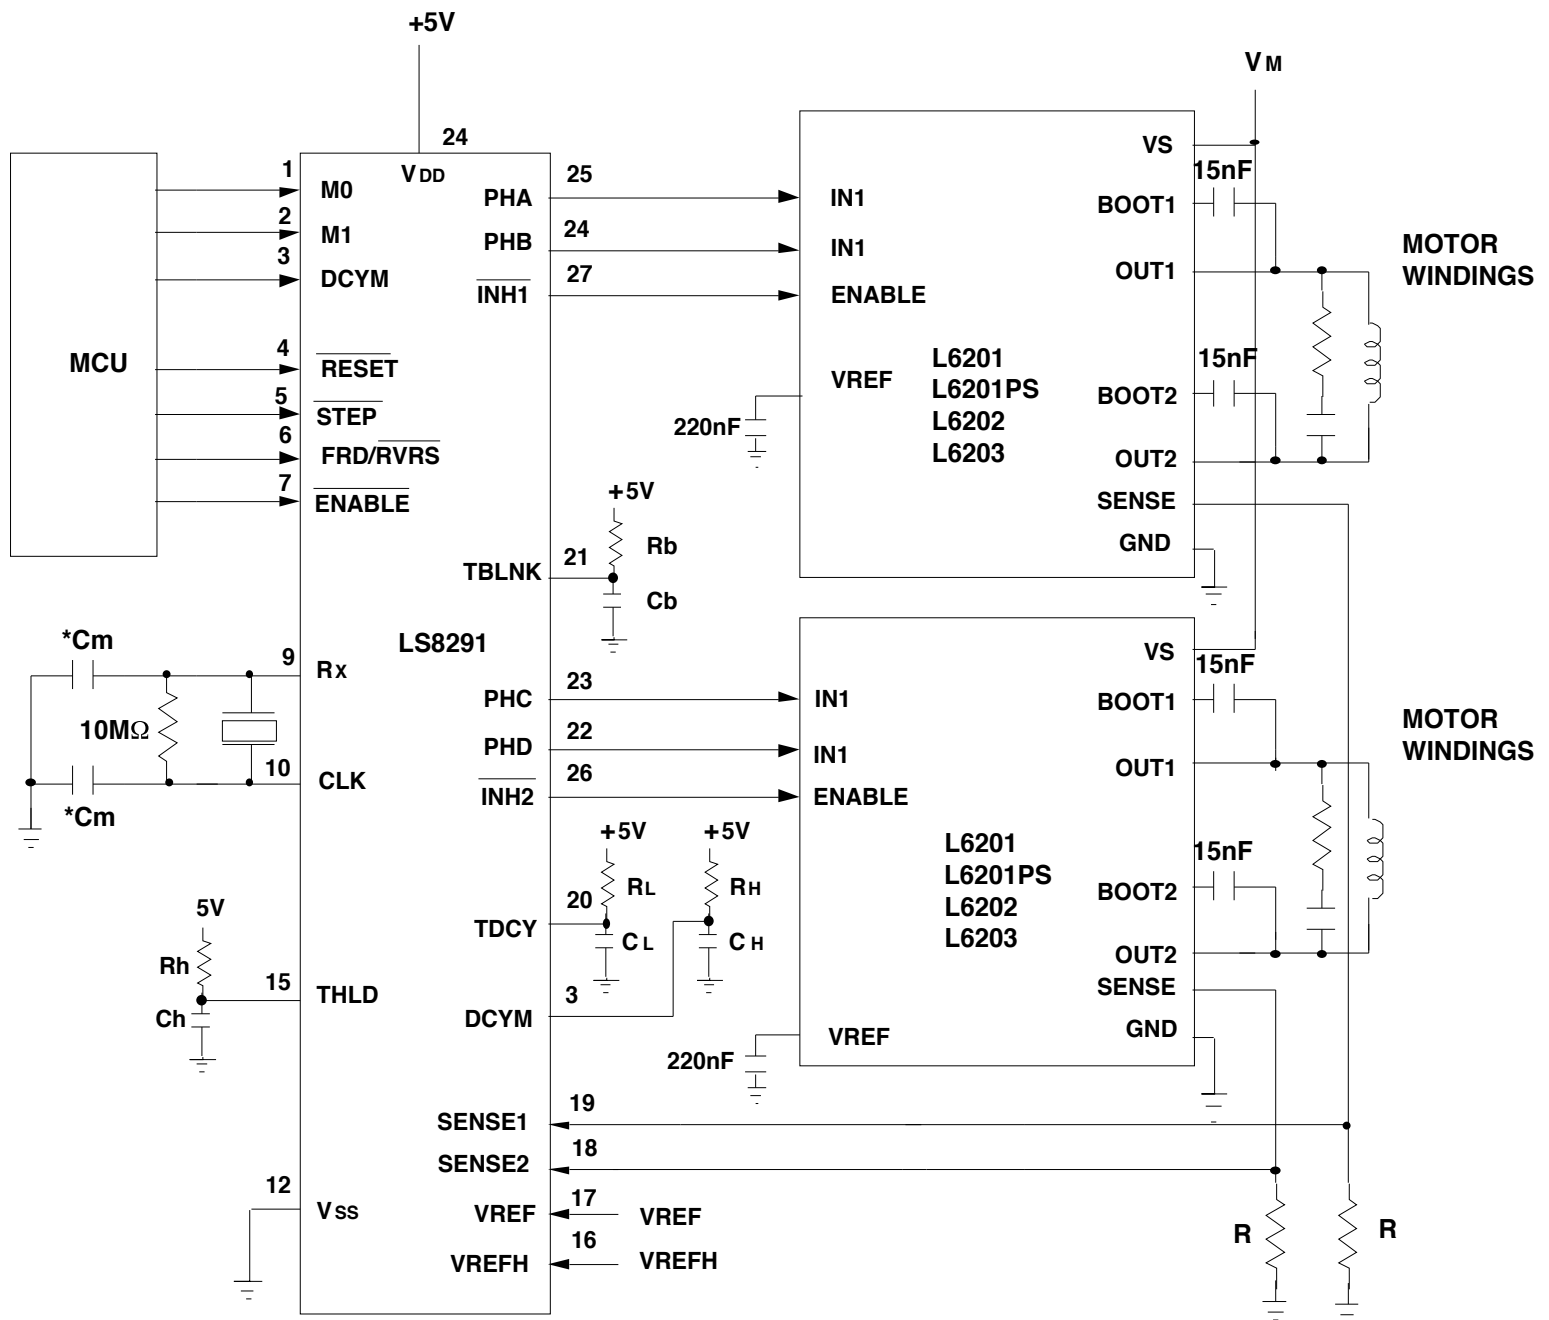 +5V
VM
24
VDD
MCU
1
M0
2
M1
3
DCYM
4
RESET
5
STEP
6
FRD/RVRS
7
ENABLE
*Cm
9
RX
10MΩ
10
CLK
*Cm
5V
Rh
15
THLD
Ch
12
VSS
LS8291
PHA
25
PHB
24
INH1
27
TBLNK
21
+5V
Rb
Cb
PHC
23
PHD
22
INH2
26
+5V
RL
+5V
RH
20
TDCY
CL
CH
3
DCYM
SENSE1
19
SENSE2
18
VREF
17
VREF
VREFH
16
VREFH
IN1
IN1
ENABLE
VREF
220nF
L6201
L6201PS
L6202
L6203
VS
15nF
BOOT1
OUT1
15nF
BOOT2
OUT2
SENSE
GND
MOTOR
WINDINGS
IN1
IN1
ENABLE
L6201
L6201PS
L6202
L6203
VREF
220nF
VS
15nF
BOOT1
OUT1
15nF
BOOT2
OUT2
SENSE
GND
MOTOR
WINDINGS
R
R